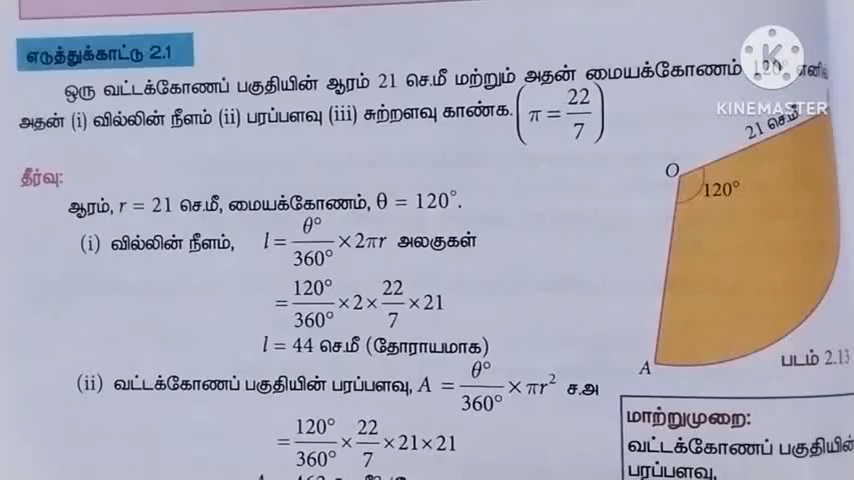 எடுத்துக்காட்டு 2.1
ஒரு வட்டக்கோணப் பகுதியின் ஆரம் 21 செ.மீ மற்றும் அதன் மையக்கோணம் 120° எனில்
அதன் (i) வில்லின் நீளம் (ii) பரப்பளவு (iii) சுற்றளவு காண்க. (π = 22/7)
KINEMASTER
21 செ.மீ
O
120°
தீர்வு:
ஆரம், r = 21 செ.மீ, மையக்கோணம், θ = 120°.
(i) வில்லின் நீளம், l = θ°/360° × 2πr அலகுகள்
= 120°/360° × 2 × 22/7 × 21
l = 44 செ.மீ (தோராயமாக)
A
படம் 2.13
(ii) வட்டக்கோணப் பகுதியின் பரப்பளவு, A = θ°/360° × πr² ச.அ
= 120°/360° × 22/7 × 21 × 21
மாற்றுமுறை:
வட்டக்கோணப் பகுதியின்
பரப்பளவு,